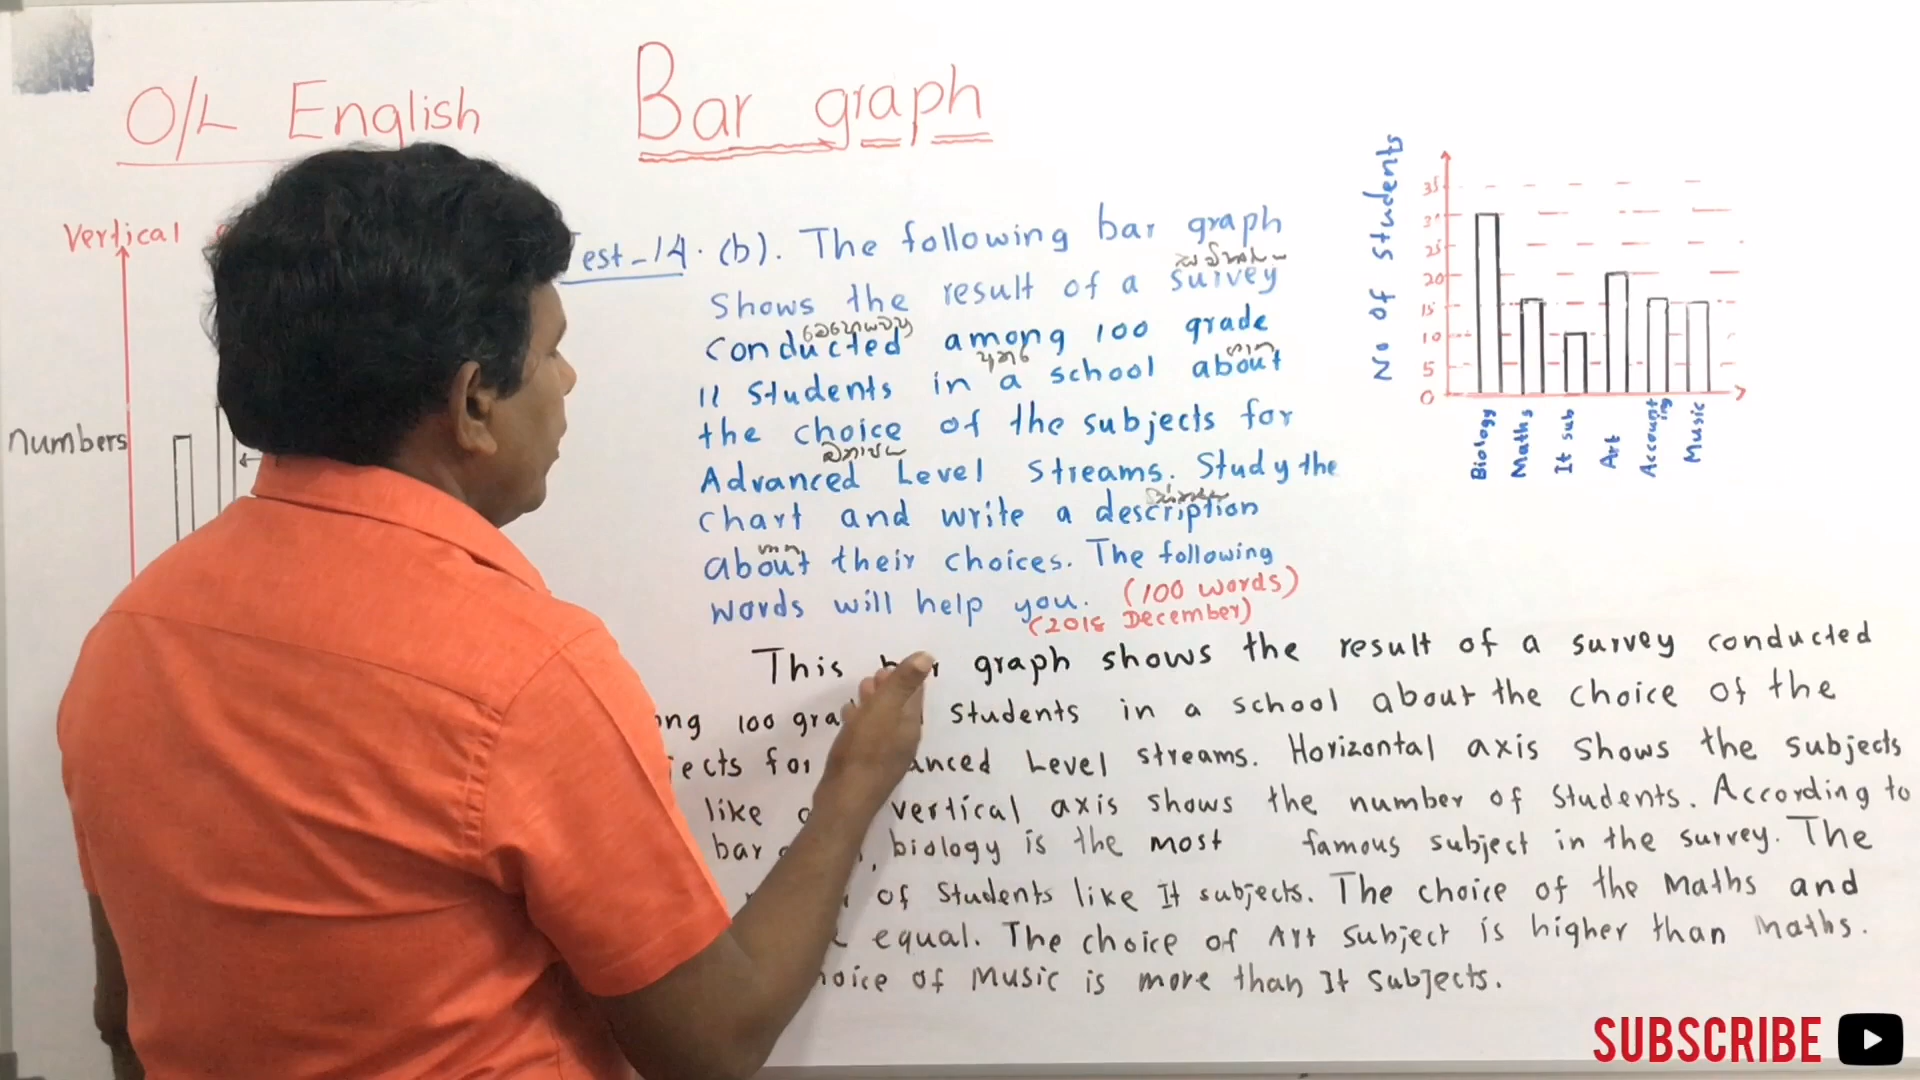 O/L English
Bar graph
Vertical
numbers
Test-14. (b). The following bar graph
Shows the result of a survey
conducted among 100 grade
11 Students in a school about
the choice of the subjects for
Advanced Level Streams. Study the
chart and write a description
about their choices. The following
words will help you. (100 words)
December)
No of students
35
30
25
20
15
10
5
0
Biology
Maths
It sub
Art
Account
ing
Music
This bar graph shows the result of a survey conducted
100 students in a school about the choice of the
for Level streams. Horizontal axis shows the subjects
like vertical axis shows the number of students. According to
bar biology is the most famous subject in the survey. The
of students like It subjects. The choice of the Maths and
equal. The choice of Art subject is higher than Maths.
of Music is more than It subjects.
SUBSCRIBE